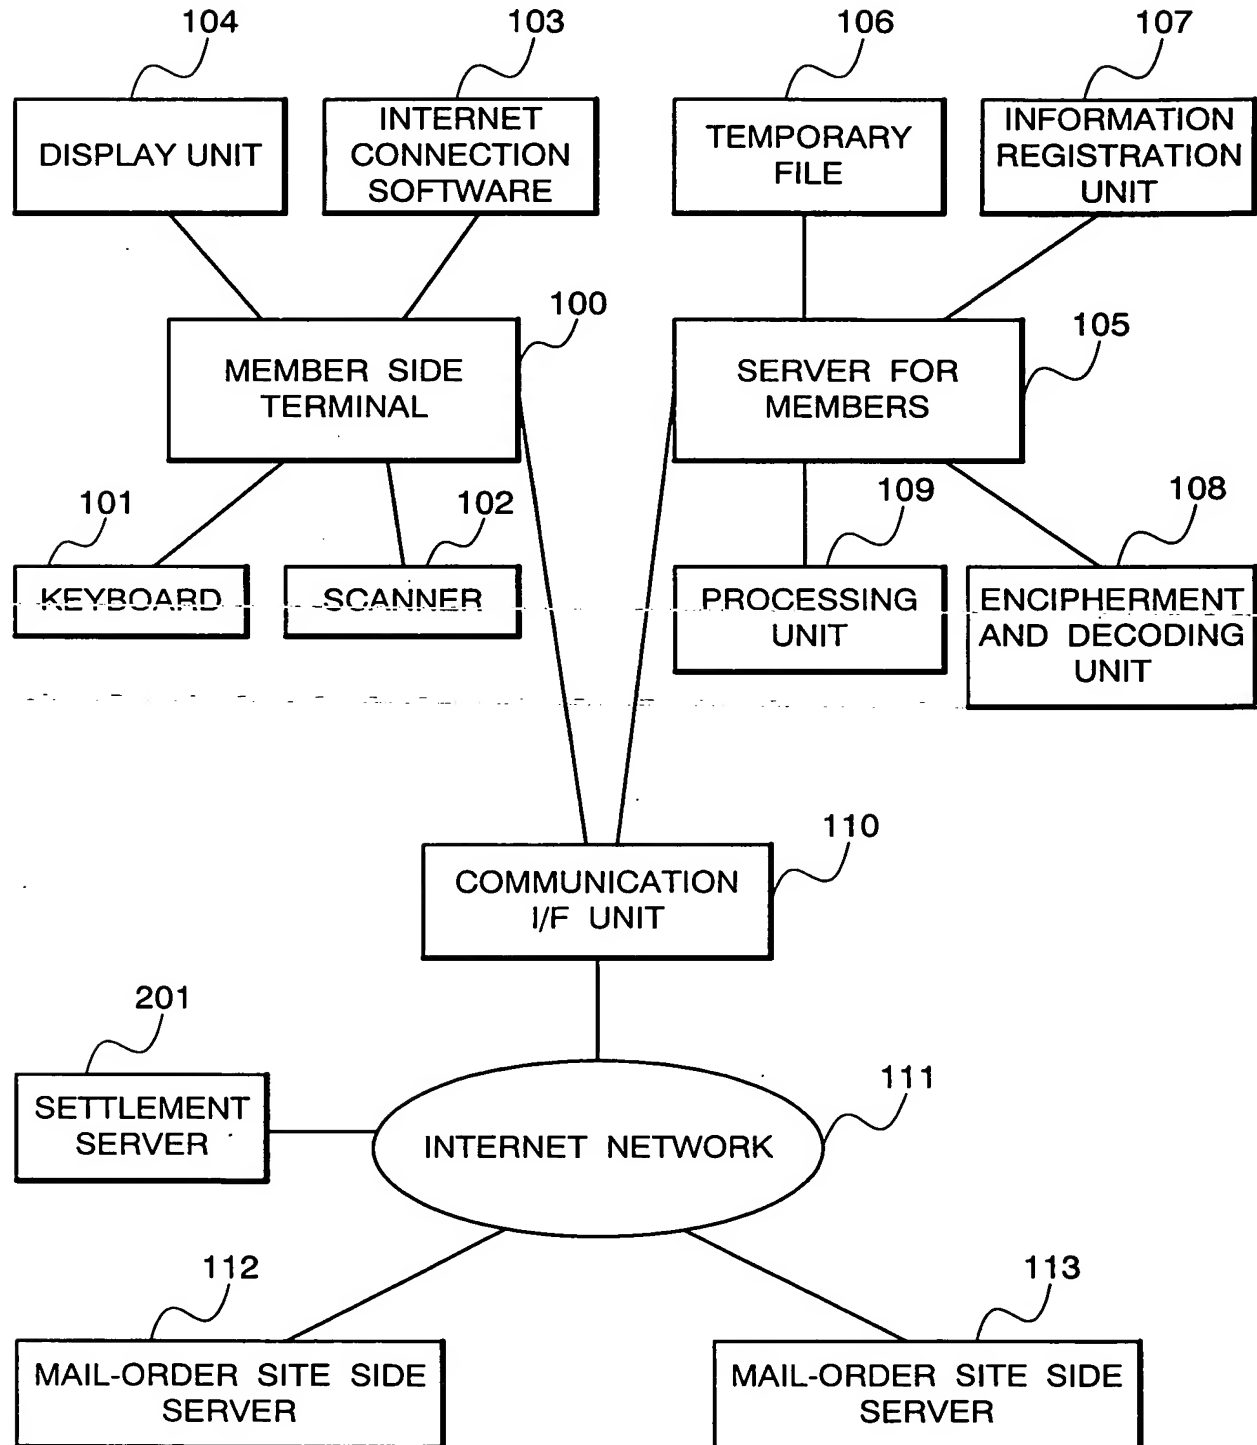 104
103
106
107
DISPLAY UNIT
INTERNET
CONNECTION
SOFTWARE
TEMPORARY
FILE
INFORMATION
REGISTRATION
UNIT
100
105
MEMBER SIDE
TERMINAL
SERVER FOR
MEMBERS
101
102
109
108
KEYBOARD
SCANNER
PROCESSING
UNIT
ENCIPHERMENT
AND DECODING
UNIT
110
COMMUNICATION
I/F UNIT
201
111
SETTLEMENT
SERVER
INTERNET NETWORK
112
113
MAIL-ORDER SITE SIDE
SERVER
MAIL-ORDER SITE SIDE
SERVER